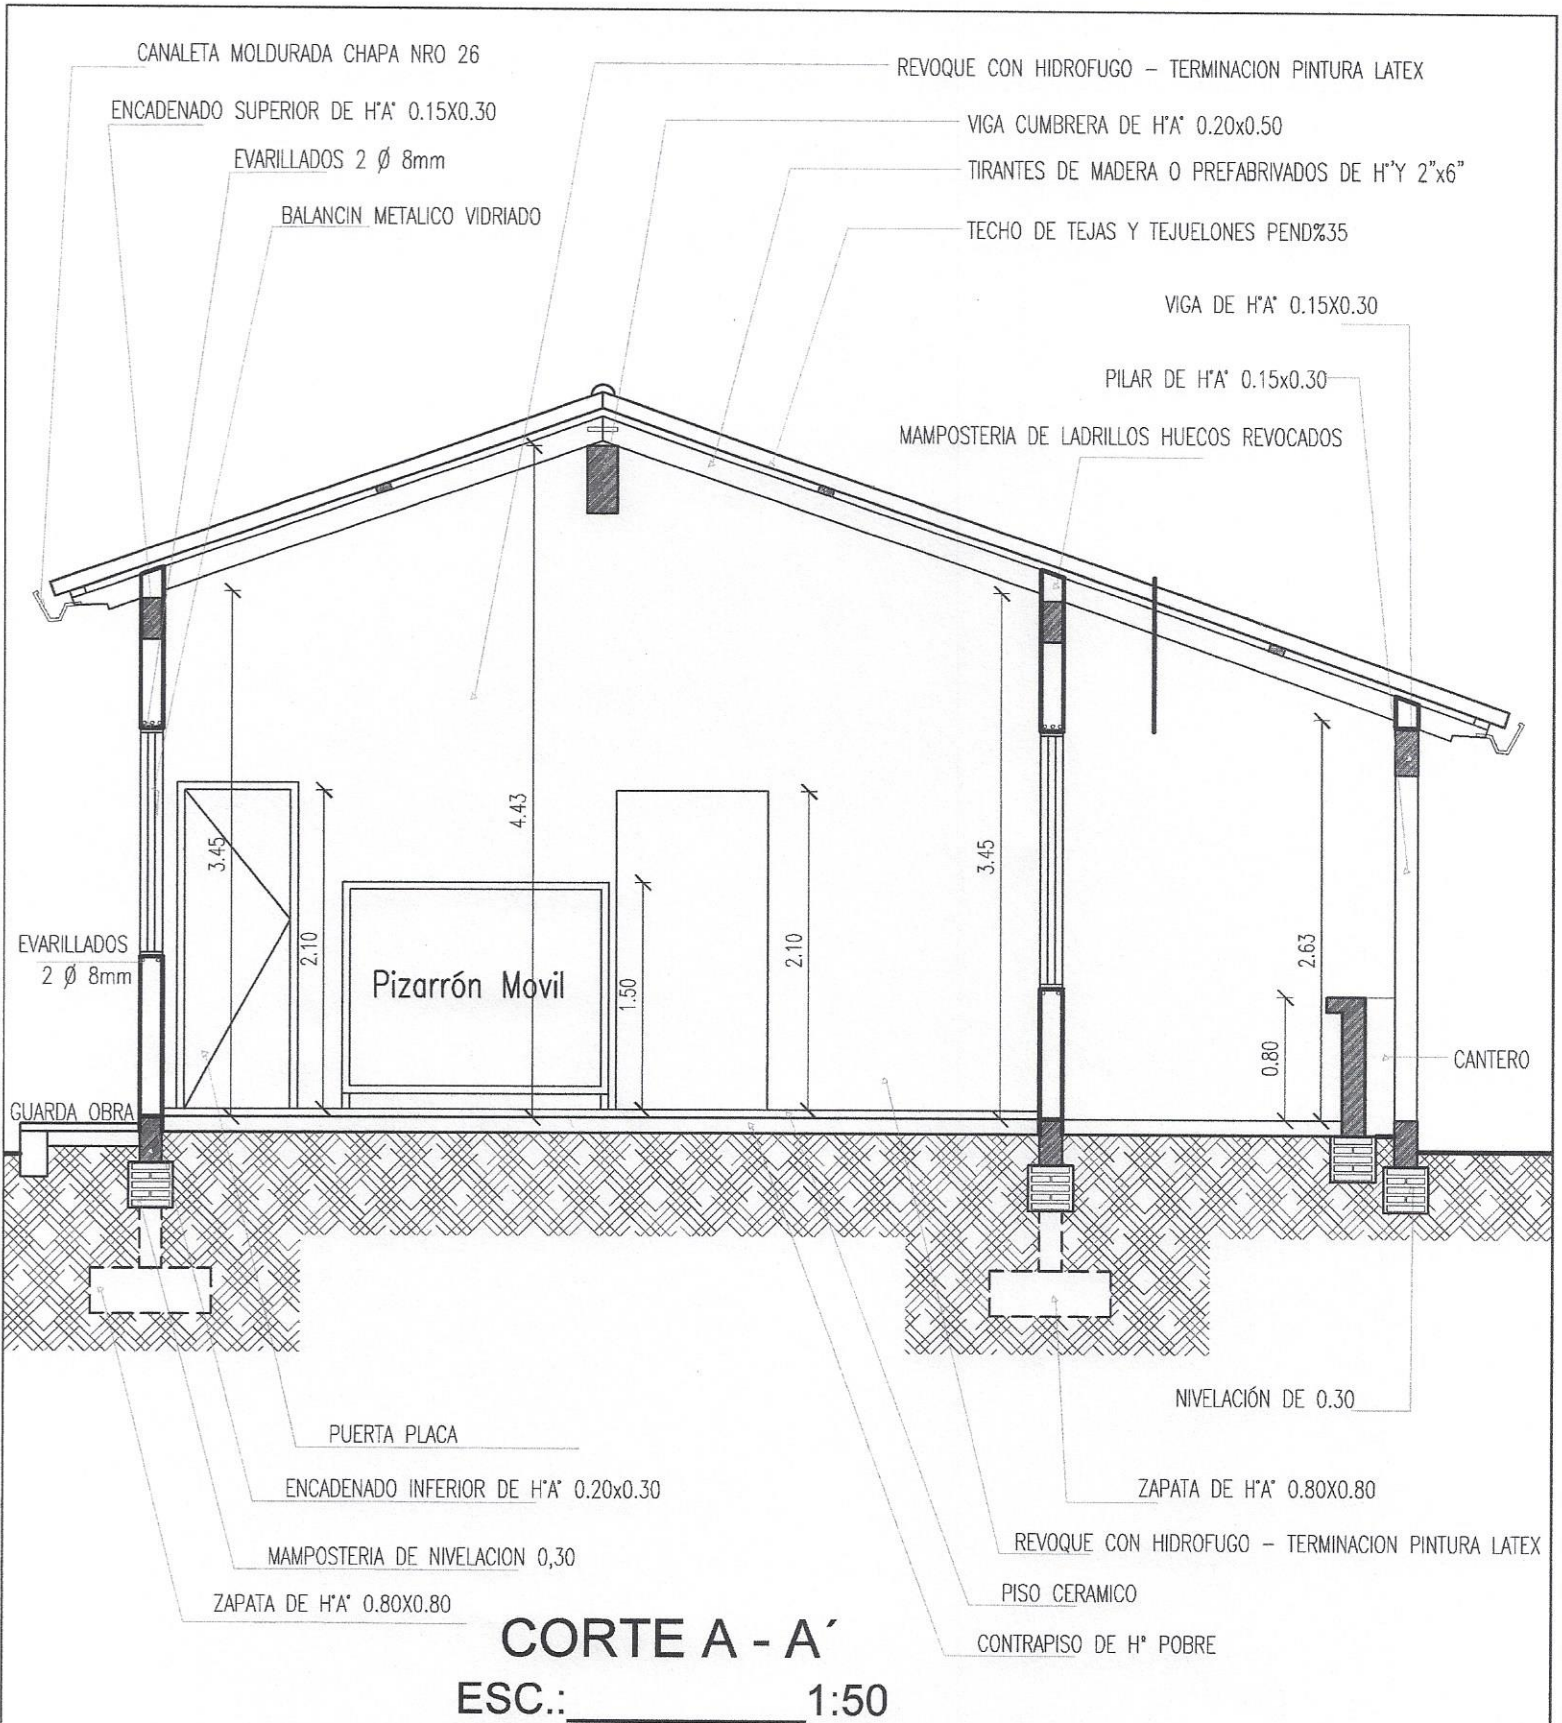 CANALETA MOLDURADA CHAPA NRO 26
ENCADENADO SUPERIOR DE H°A° 0.15X0.30
EVARILLADOS 2 Ø 8mm
BALANCIN METALICO VIDRIADO
REVOQUE CON HIDROFUGO – TERMINACION PINTURA LATEX
VIGA CUMBRERA DE H°A° 0.20x0.50
TIRANTES DE MADERA O PREFABRIVADOS DE H°'Y 2"x6"
TECHO DE TEJAS Y TEJUELONES PEND%35
VIGA DE H°A° 0.15X0.30
PILAR DE H°A° 0.15x0.30
MAMPOSTERIA DE LADRILLOS HUECOS REVOCADOS
3.45
2.10
4.43
1.50
2.10
3.45
2.63
0.80
EVARILLADOS
2 Ø 8mm
Pizarrón Movil
CANTERO
GUARDA OBRA
NIVELACIÓN DE 0.30
PUERTA PLACA
ENCADENADO INFERIOR DE H°A° 0.20x0.30
MAMPOSTERIA DE NIVELACION 0,30
ZAPATA DE H°A° 0.80X0.80
ZAPATA DE H°A° 0.80X0.80
REVOQUE CON HIDROFUGO – TERMINACION PINTURA LATEX
PISO CERAMICO
CONTRAPISO DE H° POBRE
CORTE A - A´
ESC.:__________1:50